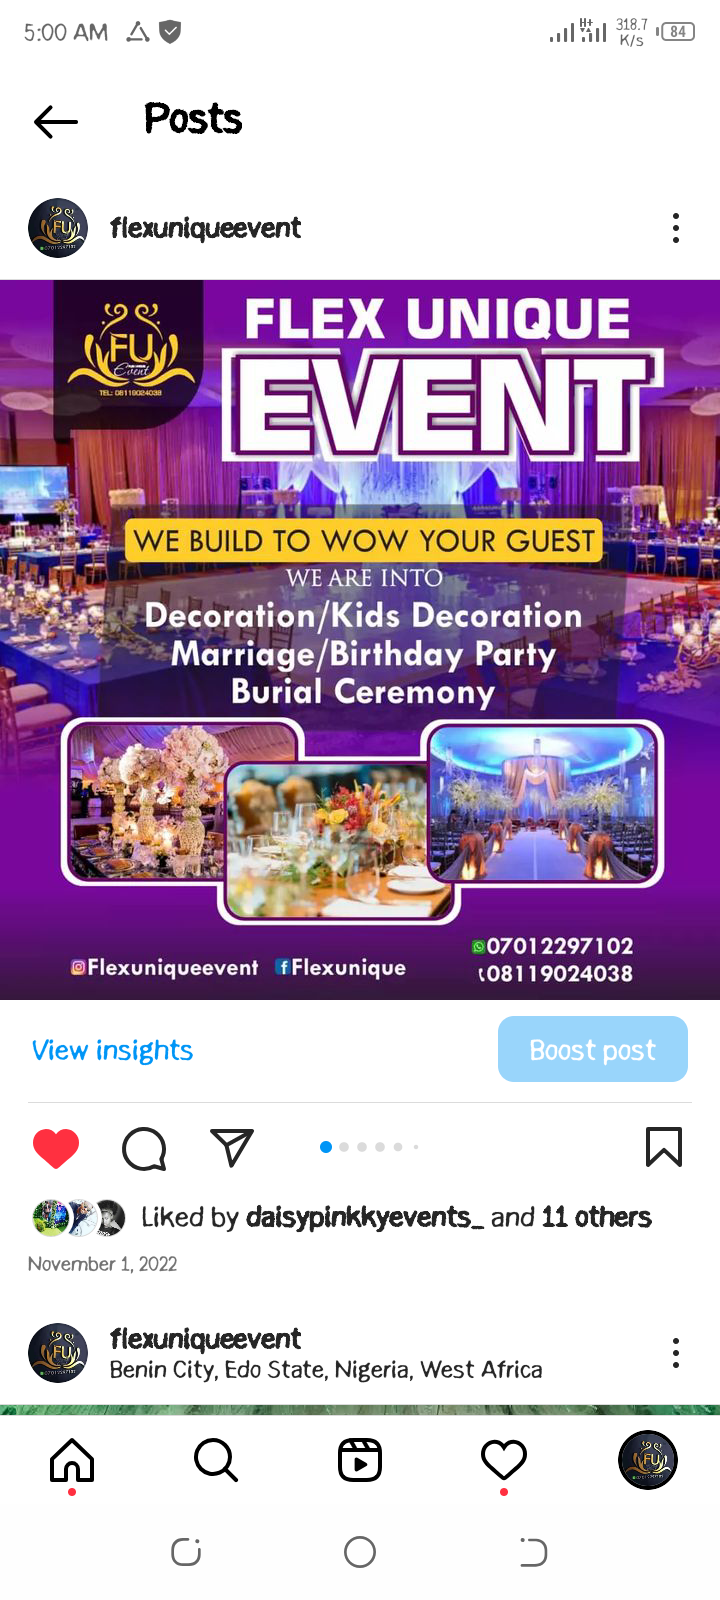 5:00 AM
H+
318.7
K/s
84
Posts
flexuniqueevent
FU
Event
TEL: 08119024038
FLEX UNIQUE
EVENT
WE BUILD TO WOW YOUR GUEST
WE ARE INTO
Decoration/Kids Decoration
Marriage/Birthday Party
Burial Ceremony
07012297102
Flexuniqueevent Flexunique
08119024038
View insights
Boost post
Liked by daisypinkkyevents_ and 11 others
November 1, 2022
flexuniqueevent
Benin City, Edo State, Nigeria, West Africa